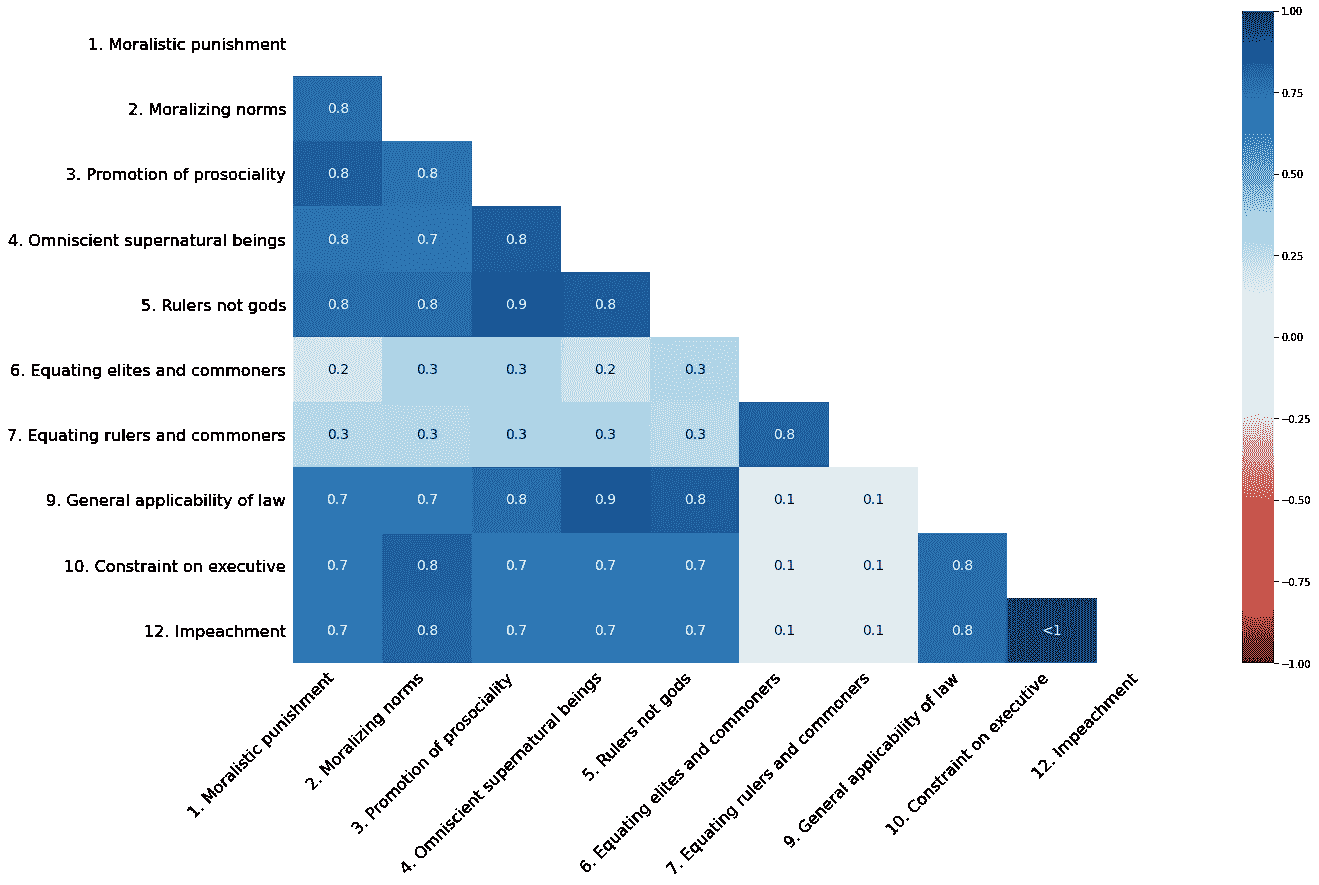 1. Moralistic punishment
2. Moralizing norms
0.8
3. Promotion of prosociality
0.8 0.8
4. Omniscient supernatural beings
0.8 0.7 0.8
5. Rulers not gods
0.8 0.8 0.9 0.8
6. Equating elites and commoners
0.2 0.3 0.3 0.2 0.3
7. Equating rulers and commoners
0.3 0.3 0.3 0.3 0.3 0.8
9. General applicability of law
0.7 0.7 0.8 0.9 0.8 0.1 0.1
10. Constraint on executive
0.7 0.8 0.7 0.7 0.7 0.1 0.1 0.8
12. Impeachment
0.7 0.8 0.7 0.7 0.7 0.1 0.1 0.8 <1
1. Moralistic punishment
2. Moralizing norms
3. Promotion of prosociality
4. Omniscient supernatural beings
5. Rulers not gods
6. Equating elites and commoners
7. Equating rulers and commoners
9. General applicability of law
10. Constraint on executive
12. Impeachment
1.00
0.75
0.50
0.25
0.00
−0.25
−0.50
−0.75
−1.00